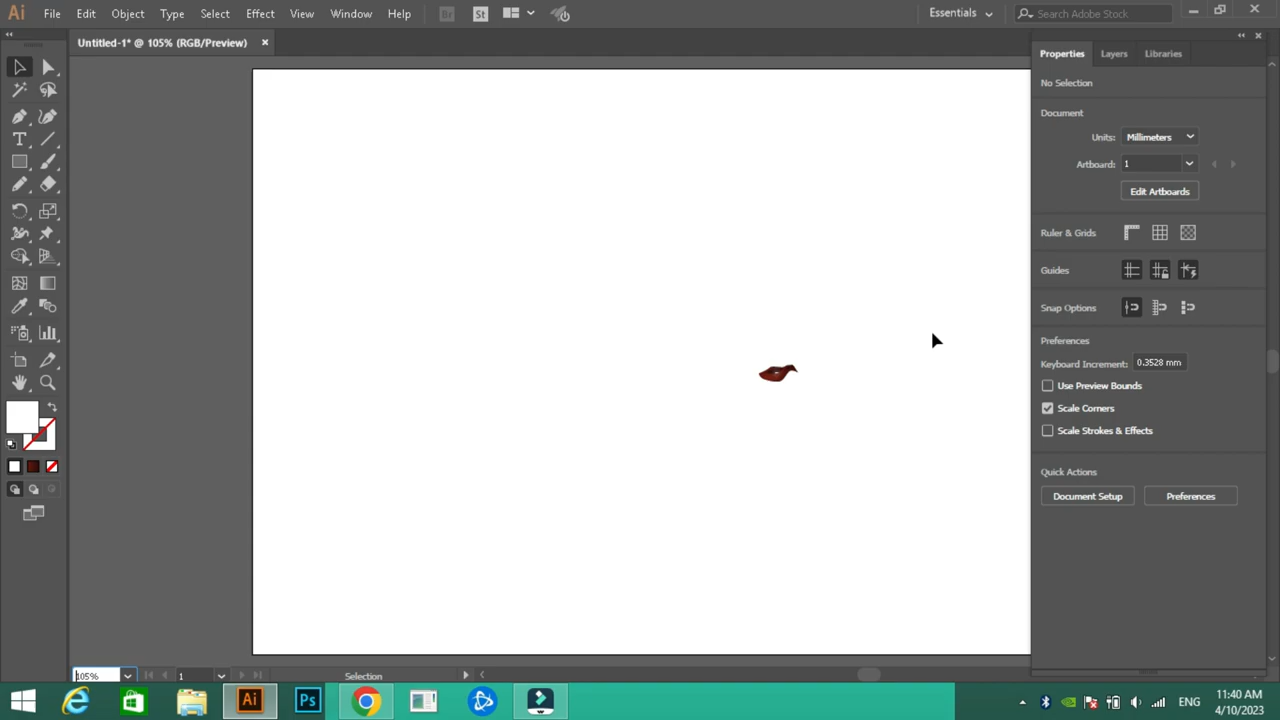 Ai File Edit Object Type Select Effect View Window Help Br St Essentials Search Adobe Stock
Untitled-1* @ 105% (RGB/Preview) ×
Properties Layers Libraries
No Selection
Document
Units: Millimeters
Artboard: 1
Edit Artboards
Ruler & Grids
Guides
Snap Options
Preferences
Keyboard Increment: 0.3528 mm
Use Preview Bounds
Scale Corners
Scale Strokes & Effects
Quick Actions
Document Setup Preferences
105% 1 Selection
Ai Ps ENG 11:40 AM
4/10/2023